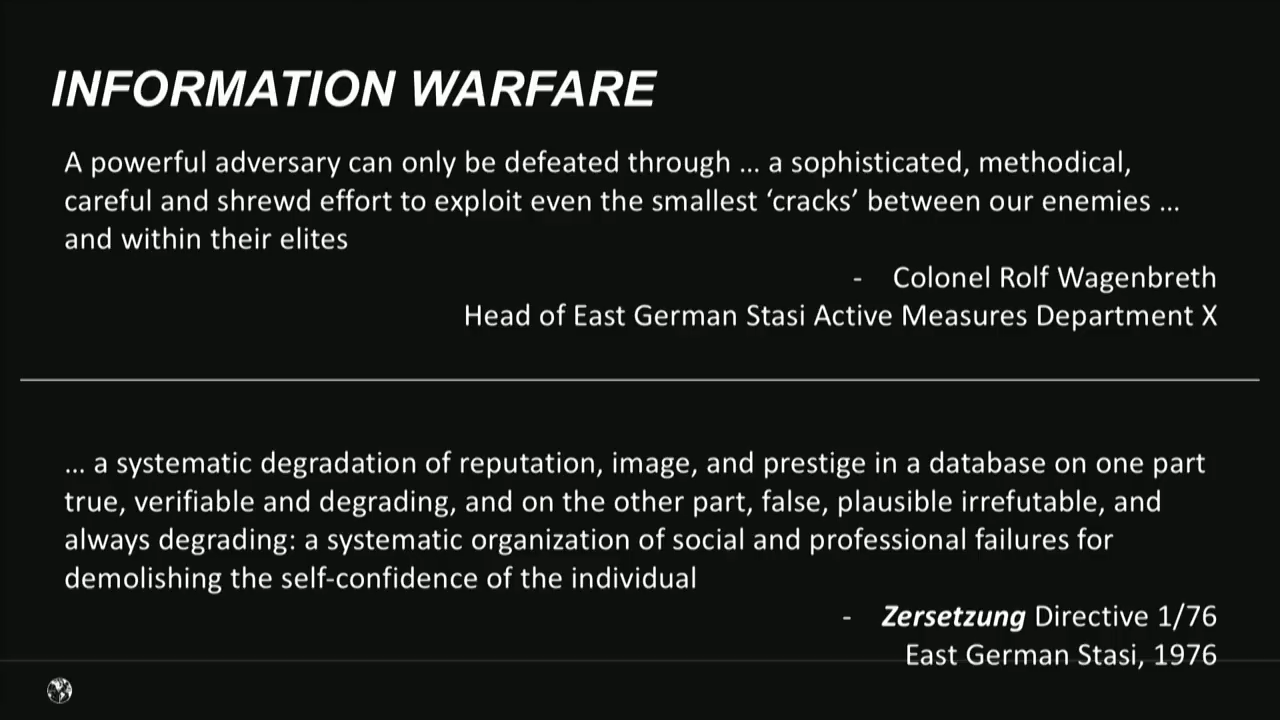 INFORMATION WARFARE
A powerful adversary can only be defeated through ... a sophisticated, methodical,
careful and shrewd effort to exploit even the smallest ‘cracks’ between our enemies ...
and within their elites
- Colonel Rolf Wagenbreth
Head of East German Stasi Active Measures Department X
... a systematic degradation of reputation, image, and prestige in a database on one part
true, verifiable and degrading, and on the other part, false, plausible irrefutable, and
always degrading: a systematic organization of social and professional failures for
demolishing the self-confidence of the individual
- Zersetzung Directive 1/76
East German Stasi, 1976